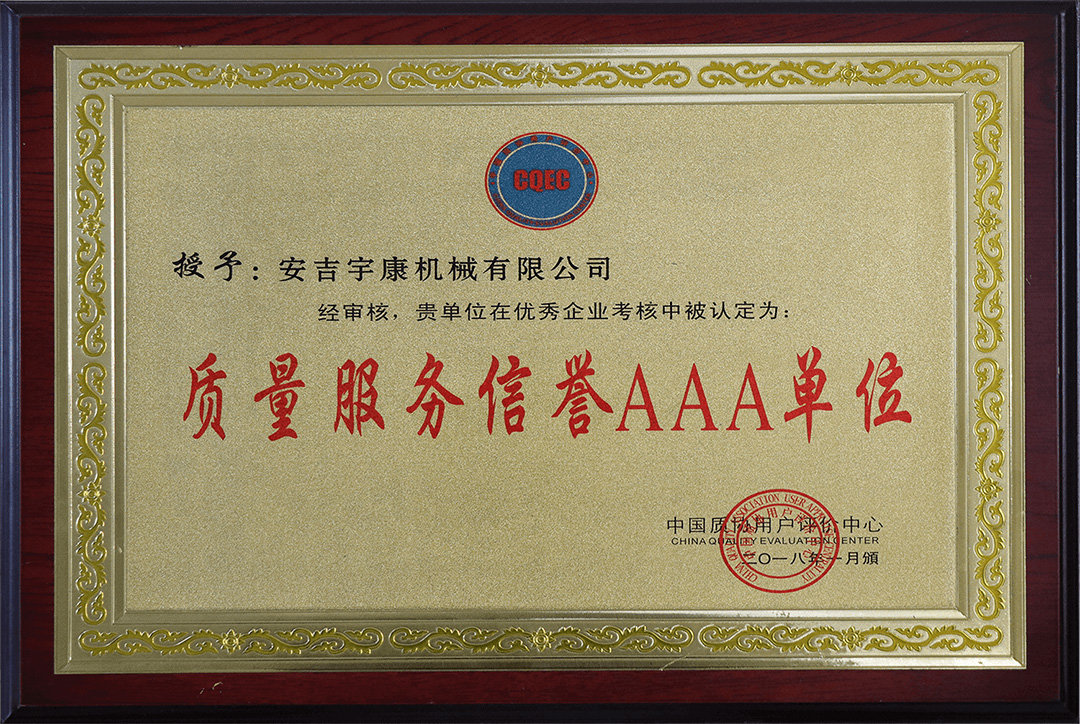 CQEC
授予：安吉宇康机械有限公司
经审核，贵单位在优秀企业考核中被认定为：
质量服务信誉AAA单位
中国质协用户评价中心
CHINA QUALITY EVALUATION CENTER
二〇一八年一月頒